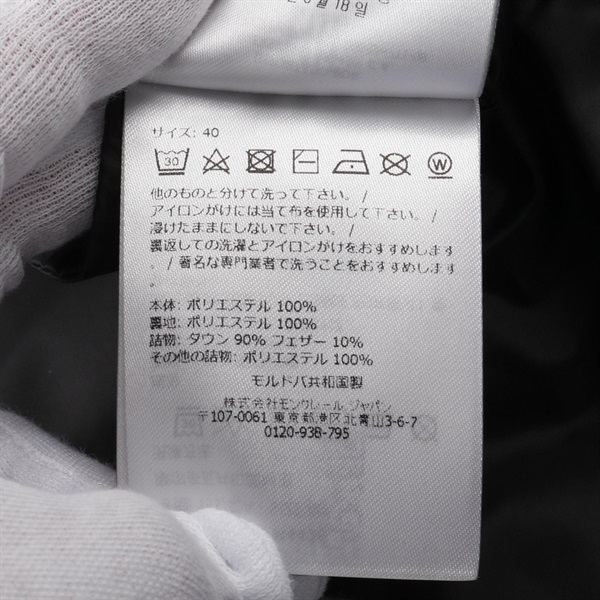 月18日
サイズ: 40
30
W
他のものと分けて洗って下さい。/
アイロンがけには当て布を使用して下さい。/
浸けたままにしないで下さい。/
裏返しての洗濯とアイロンがけをおすすめします
。/ 著名な専門業者で洗うことをおすすめします
。
本体: ポリエステル 100%
裏地: ポリエステル 100%
詰物: ダウン 90% フェザー 10%
その他の詰物: ポリエステル 100%
モルドバ共和国製
株式会社モンクレール ジャパン
〒107-0061 東京都港区北青山3-6-7
0120-938-795